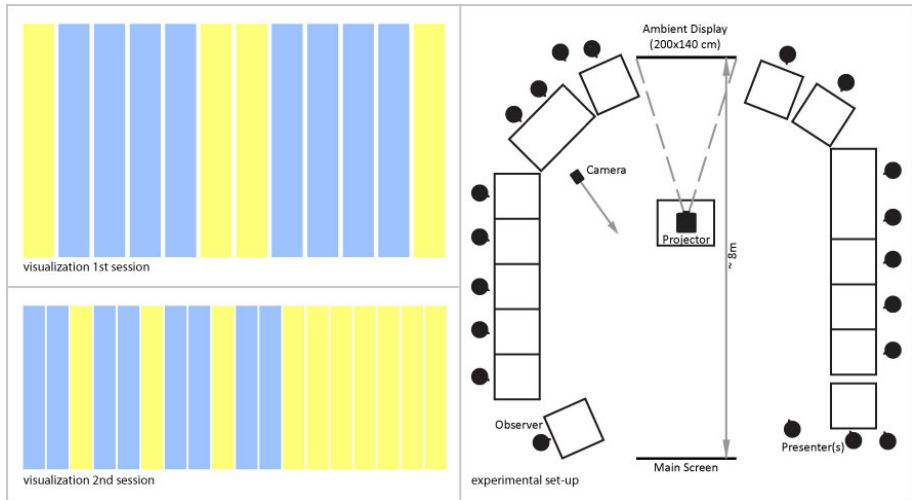 visualization 1st session
visualization 2nd session
Ambient Display
(200x140 cm)
Camera
Projector
~ 8m
Observer
Presenter(s)
Main Screen
experimental set-up